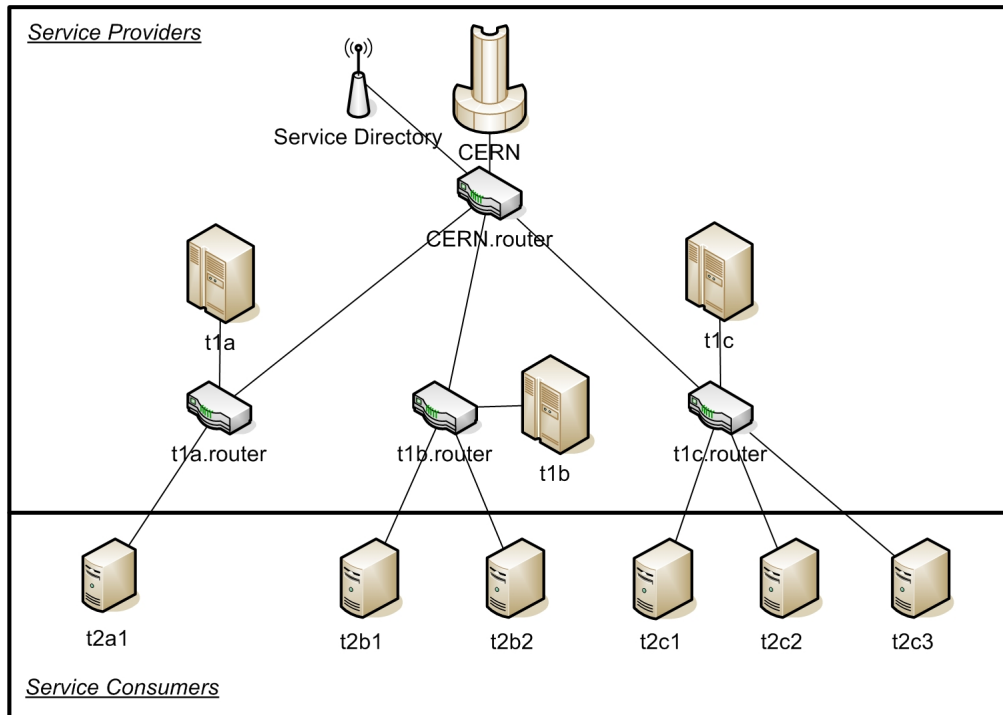 Service Providers
Service Directory
CERN
CERN.router
t1a
t1c
t1a.router
t1b.router
t1b
t1c.router
t2a1
t2b1
t2b2
t2c1
t2c2
t2c3
Service Consumers